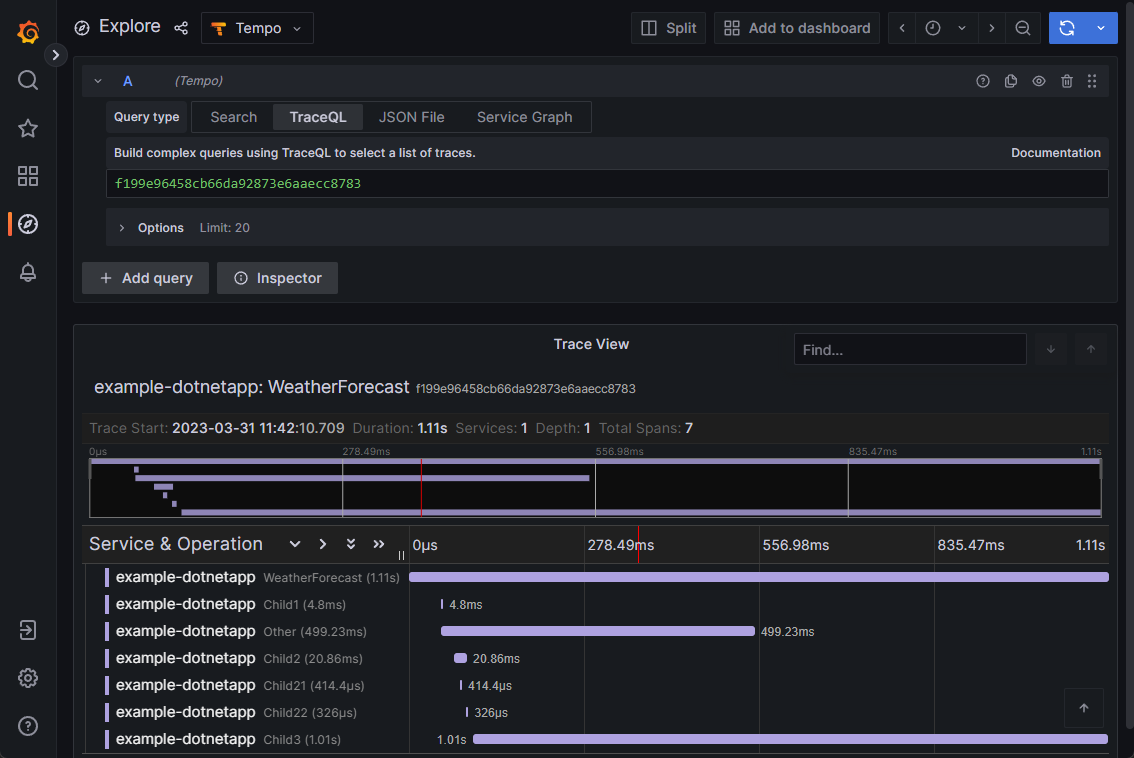 Explore Tempo Split Add to dashboard
A (Tempo)
Query type Search TraceQL JSON File Service Graph
Build complex queries using TraceQL to select a list of traces. Documentation
f199e96458cb66da92873e6aaecc8783
Options Limit: 20
+ Add query Inspector
Trace View Find...
example-dotnetapp: WeatherForecast f199e96458cb66da92873e6aaecc8783
Trace Start: 2023-03-31 11:42:10.709 Duration: 1.11s Services: 1 Depth: 1 Total Spans: 7
0μs 278.49ms 556.98ms 835.47ms 1.11s
Service & Operation 0μs 278.49ms 556.98ms 835.47ms 1.11s
example-dotnetapp WeatherForecast (1.11s)
example-dotnetapp Child1 (4.8ms) 4.8ms
example-dotnetapp Other (499.23ms) 499.23ms
example-dotnetapp Child2 (20.86ms) 20.86ms
example-dotnetapp Child21 (414.4μs) 414.4μs
example-dotnetapp Child22 (326μs) 326μs
example-dotnetapp Child3 (1.01s) 1.01s